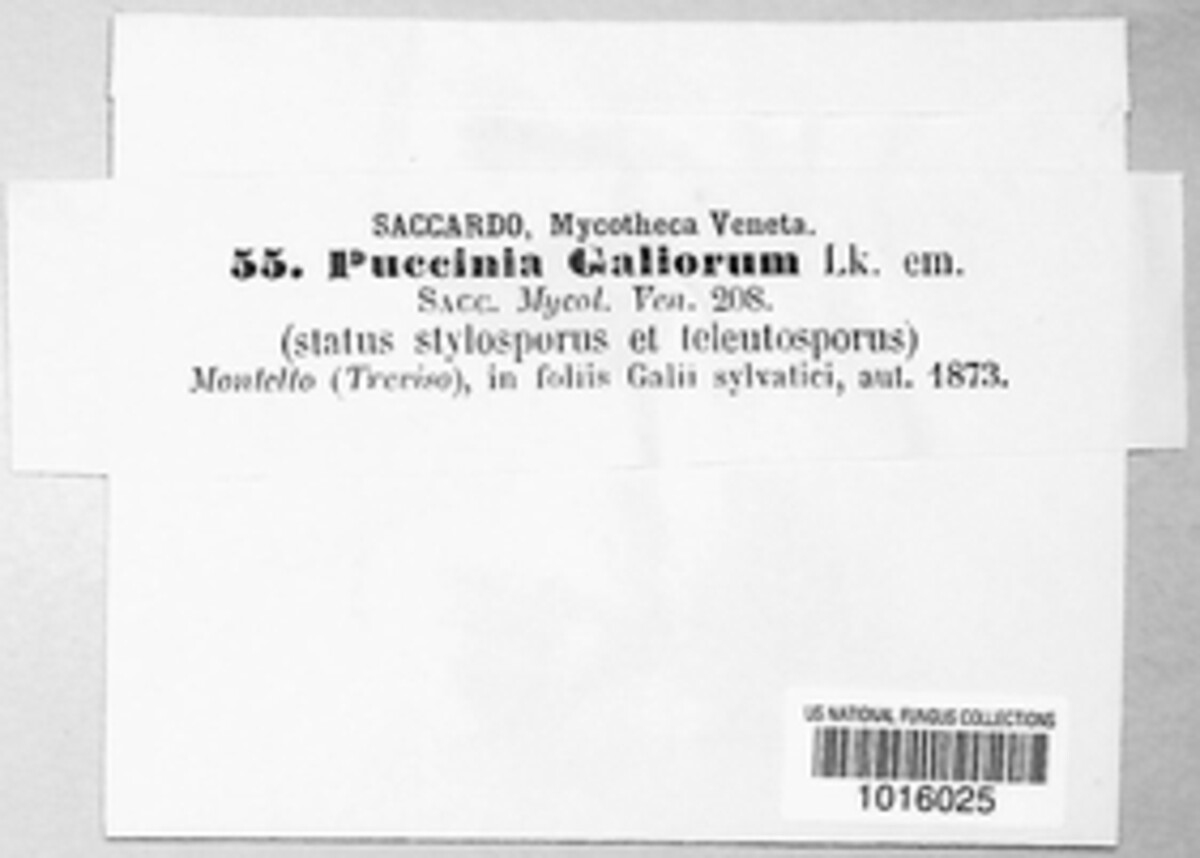 SACCARDO, Mycotheca Veneta.
55. Puccinia Galiorum Lk. em.
SACC. Mycol. Ven. 208.
(status stylosporus et teleutosporus)
Montello (Treviso), in foliis Galii sylvatici, aut. 1873.
US NATIONAL FUNGUS COLLECTIONS
1016025